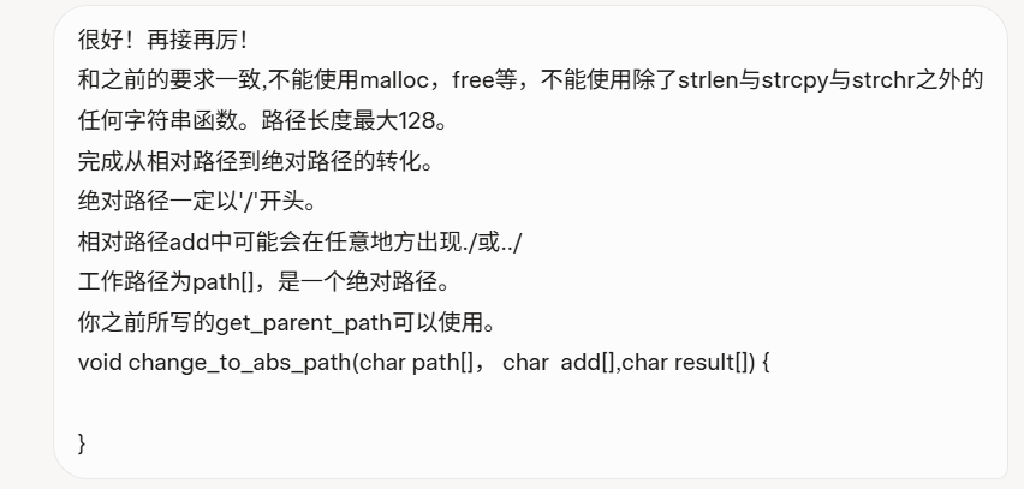 很好！再接再厉！
和之前的要求一致,不能使用malloc，free等，不能使用除了strlen与strcpy与strchr之外的
任何字符串函数。路径长度最大128。
完成从相对路径到绝对路径的转化。
绝对路径一定以'/'开头。
相对路径add中可能会在任意地方出现./或../
工作路径为path[]，是一个绝对路径。
你之前所写的get_parent_path可以使用。
void change_to_abs_path(char path[]， char  add[],char result[]) {
}